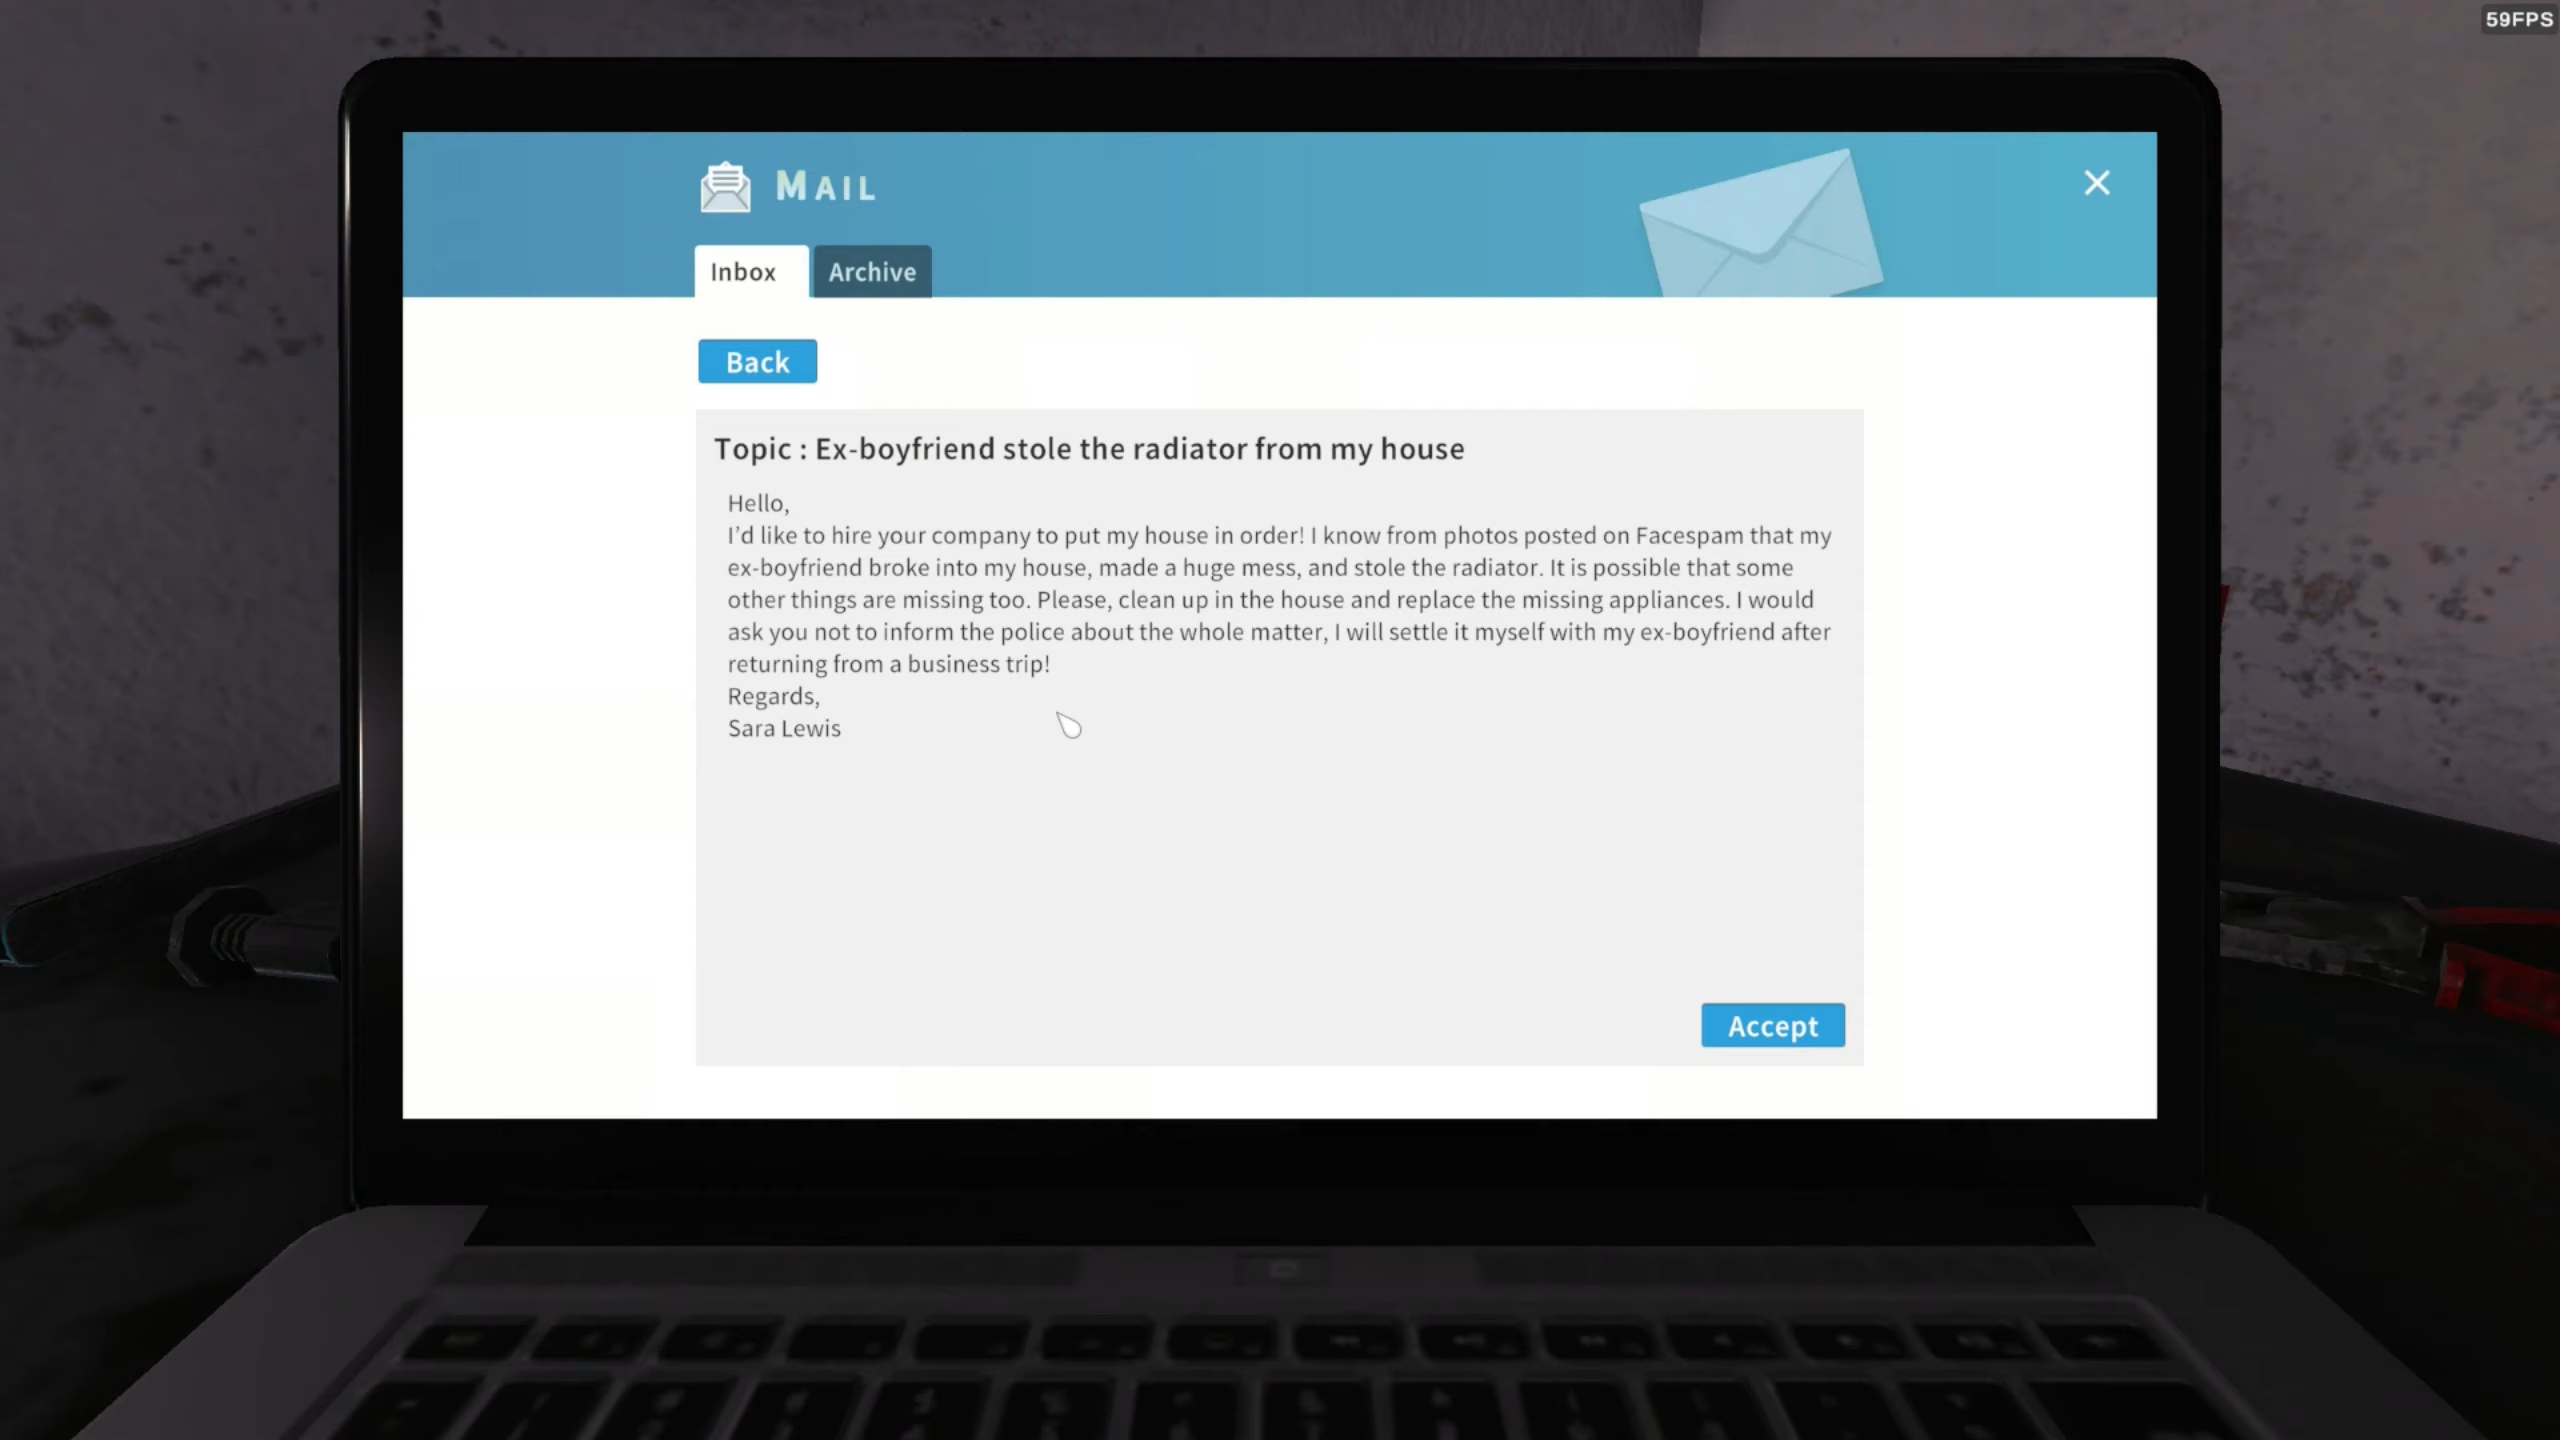 59FPS
MAIL
Inbox
Archive
Back
Topic : Ex-boyfriend stole the radiator from my house
Hello,
I’d like to hire your company to put my house in order! I know from photos posted on Facespam that my
ex-boyfriend broke into my house, made a huge mess, and stole the radiator. It is possible that some
other things are missing too. Please, clean up in the house and replace the missing appliances. I would
ask you not to inform the police about the whole matter, I will settle it myself with my ex-boyfriend after
returning from a business trip!
Regards,
Sara Lewis
Accept